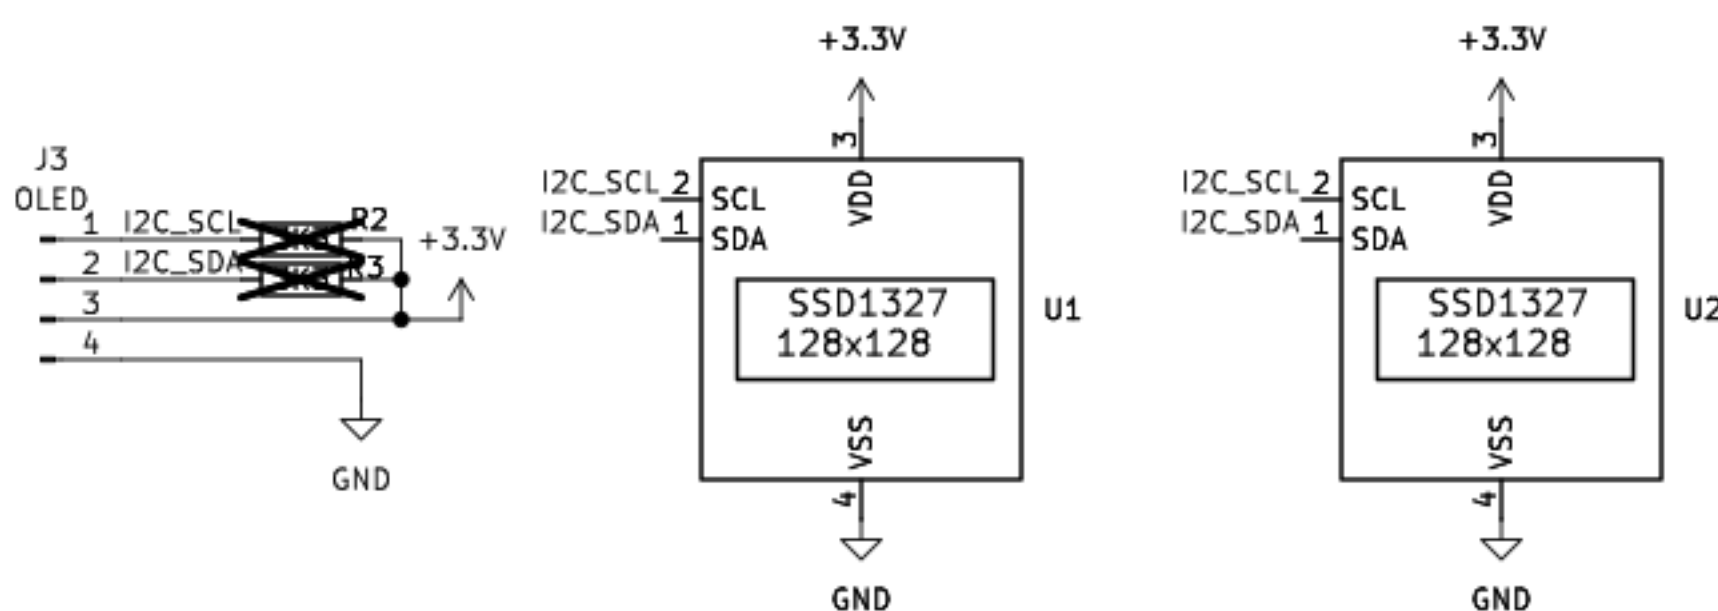 J3
OLED
1 I2C_SCL R2
2 I2C_SDA R3
3
4
+3.3V
GND
+3.3V
3
VDD
I2C_SCL 2 SCL
I2C_SDA 1 SDA
SSD1327
128x128
U1
VSS
4
GND
+3.3V
3
VDD
I2C_SCL 2 SCL
I2C_SDA 1 SDA
SSD1327
128x128
U2
VSS
4
GND